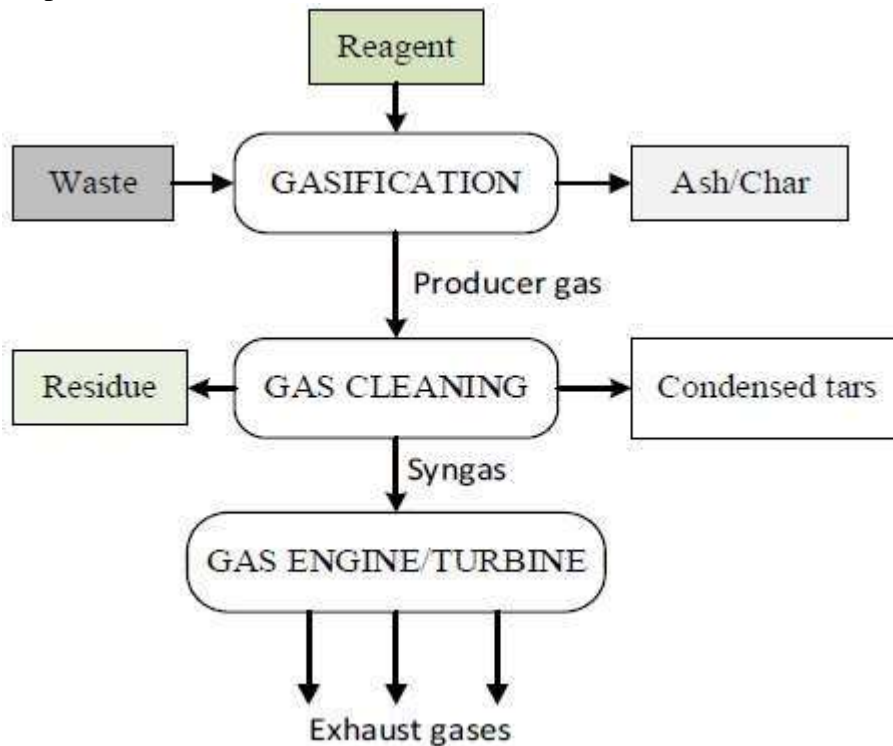 Reagent
Waste
GASIFICATION
Ash/Char
Producer gas
Residue
GAS CLEANING
Condensed tars
Syngas
GAS ENGINE/TURBINE
Exhaust gases